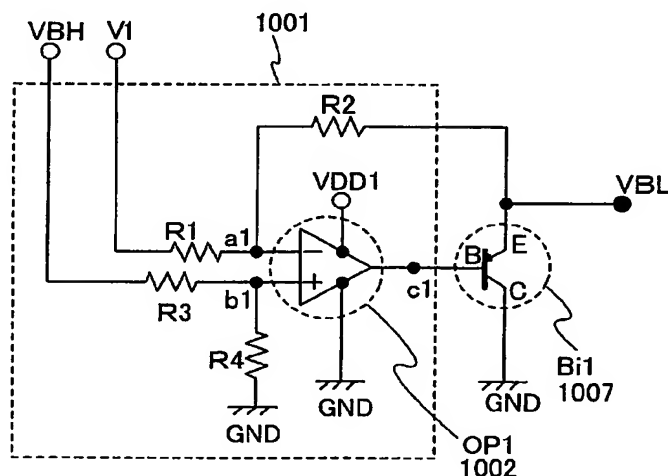 VBH
V1
1001
R2
VDD1
VBL
R1
a1
−
B
E
R3
b1
+
c1
C
R4
GND
GND
GND
Bi1
1007
OP1
1002